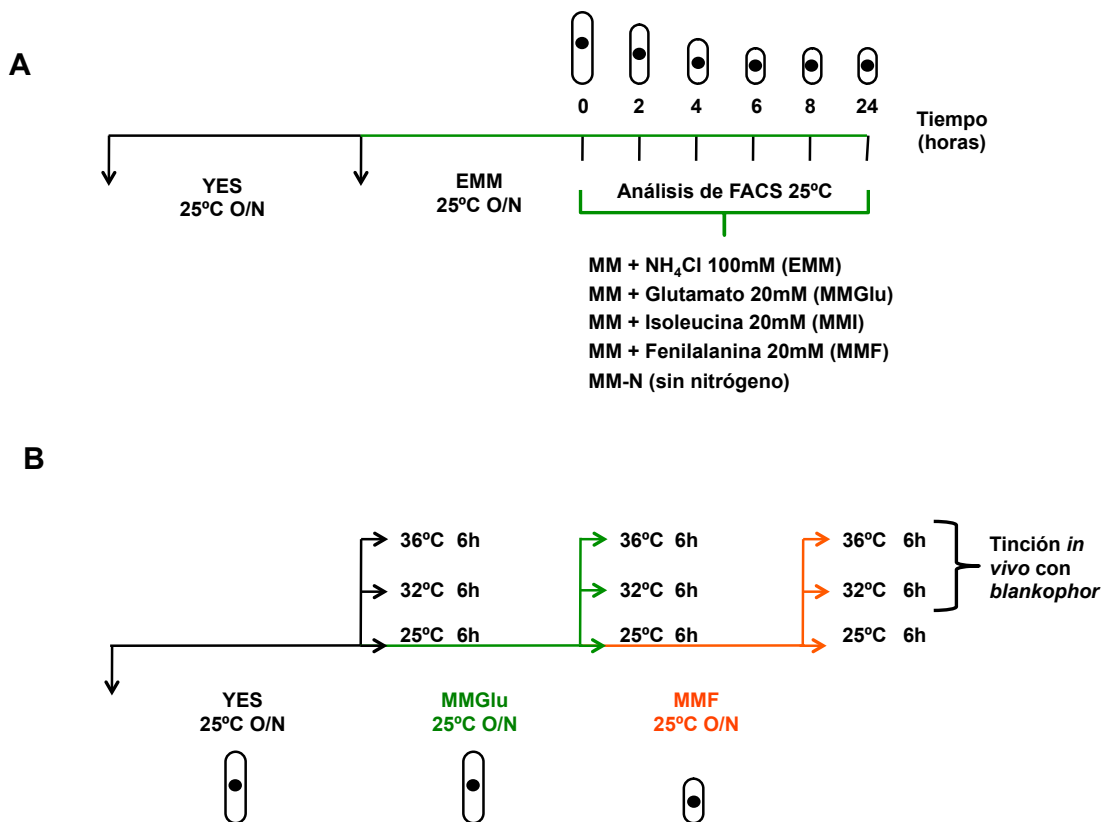 A
0 2 4 6 8 24
Tiempo
(horas)
YES
25ºC O/N
EMM
25ºC O/N
Análisis de FACS 25ºC
MM + NH₄Cl 100mM (EMM)
MM + Glutamato 20mM (MMGlu)
MM + Isoleucina 20mM (MMI)
MM + Fenilalanina 20mM (MMF)
MM-N (sin nitrógeno)
B
36ºC 6h
32ºC 6h
25ºC 6h
36ºC 6h
32ºC 6h
25ºC 6h
36ºC 6h
32ºC 6h
25ºC 6h
Tinción in
vivo con
blankophor
YES
25ºC O/N
MMGlu
25ºC O/N
MMF
25ºC O/N